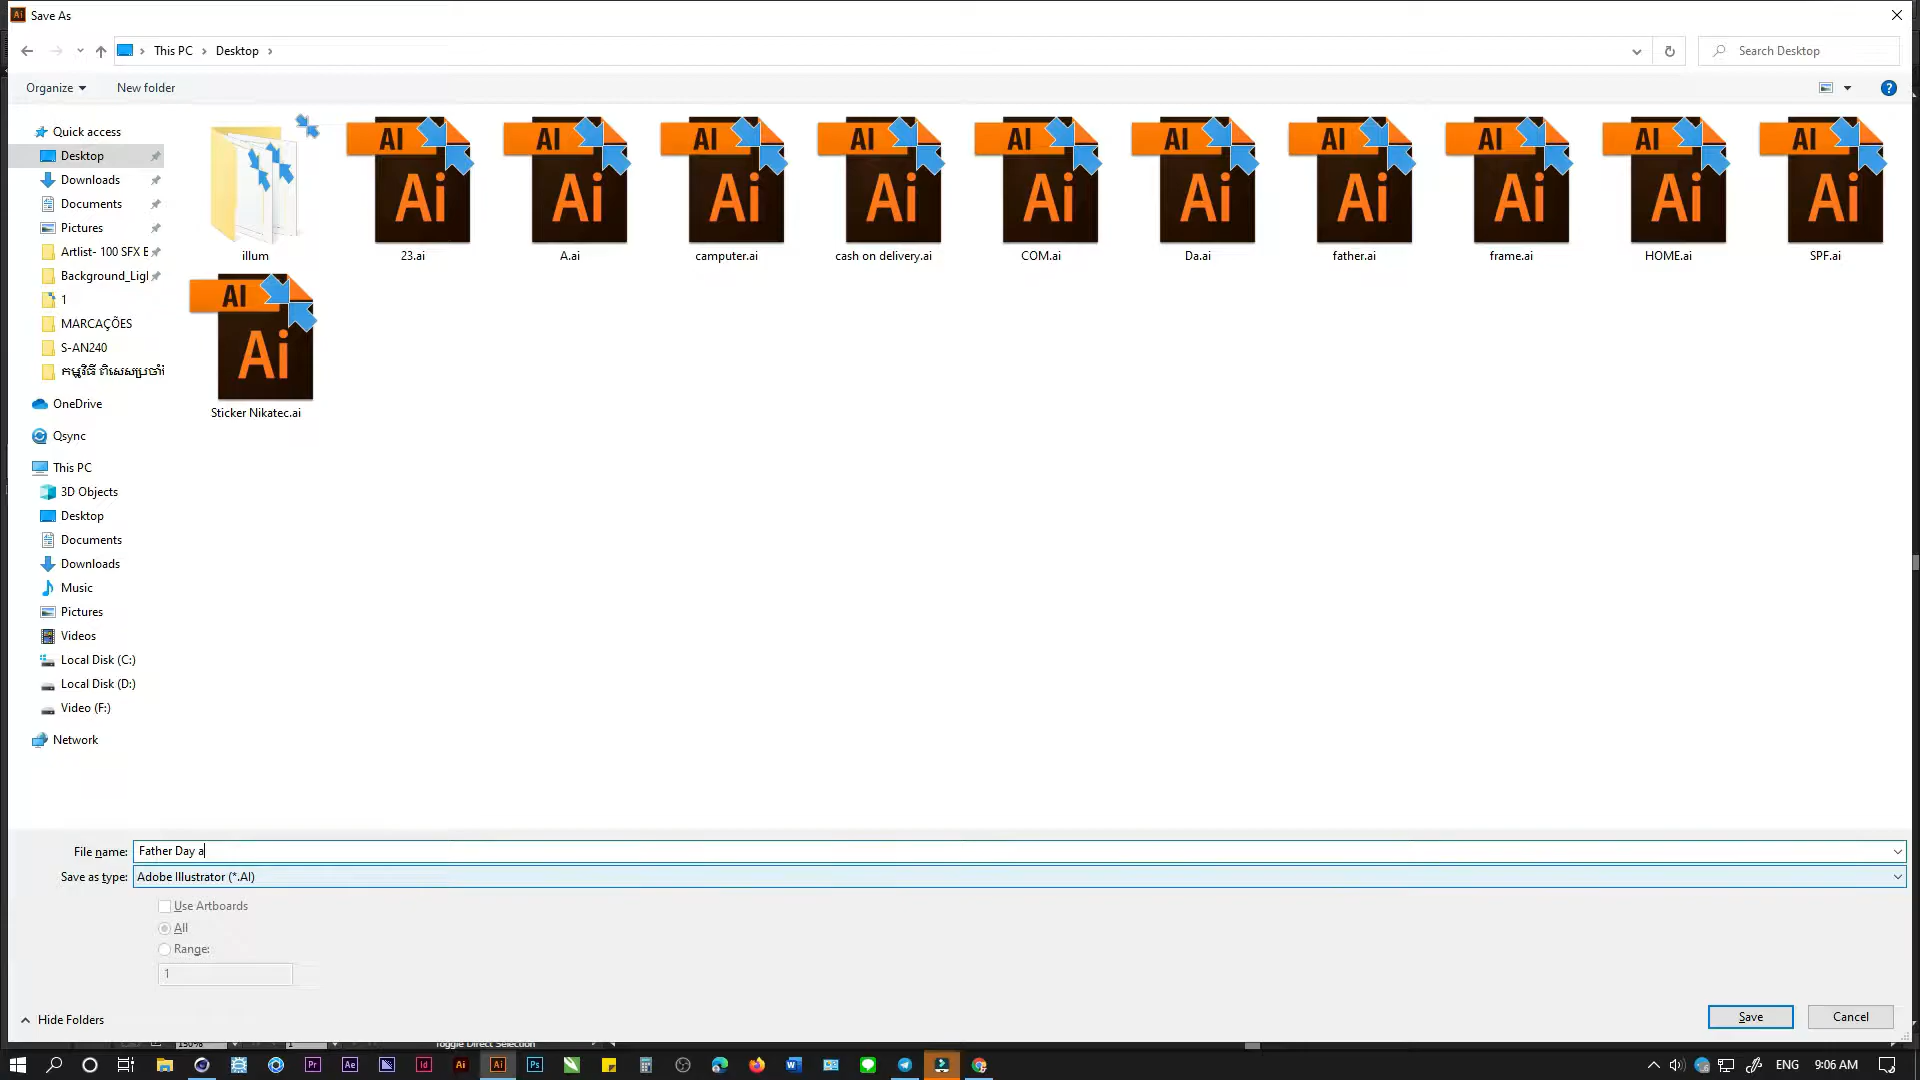 Save As
This PC
Desktop
Search Desktop
Organize
New folder
Quick access
Desktop
Downloads
Documents
Pictures
Artlist- 100 SFX E
Background_Ligl
1
MARCAÇÕES
S-AN240
កម្មវិធី ពិសេសប្រចាំ
OneDrive
Qsync
This PC
3D Objects
Desktop
Documents
Downloads
Music
Pictures
Videos
Local Disk (C:)
Local Disk (D:)
Video (F:)
Network
illum
23.ai
A.ai
camputer.ai
cash on delivery.ai
COM.ai
Da.ai
father.ai
frame.ai
HOME.ai
SPF.ai
Sticker Nikatec.ai
File name:
Father Day a
Save as type:
Adobe Illustrator (*.AI)
Use Artboards
All
Range:
1
Hide Folders
Save
Cancel
150%
Toggle Direct Selection
ENG
9:06 AM